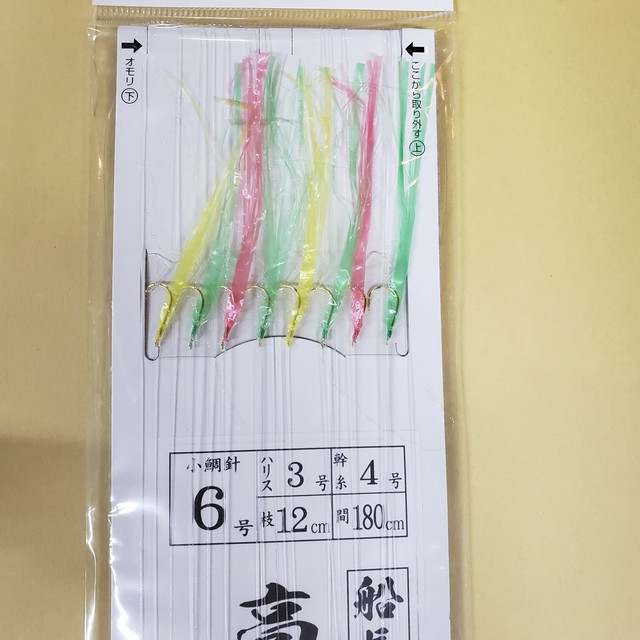 オモリ下
ここから取り外す上
小鯛針
6号
ハリス
3号
幹糸
4号
枝
12cm
間
180cm
船
高